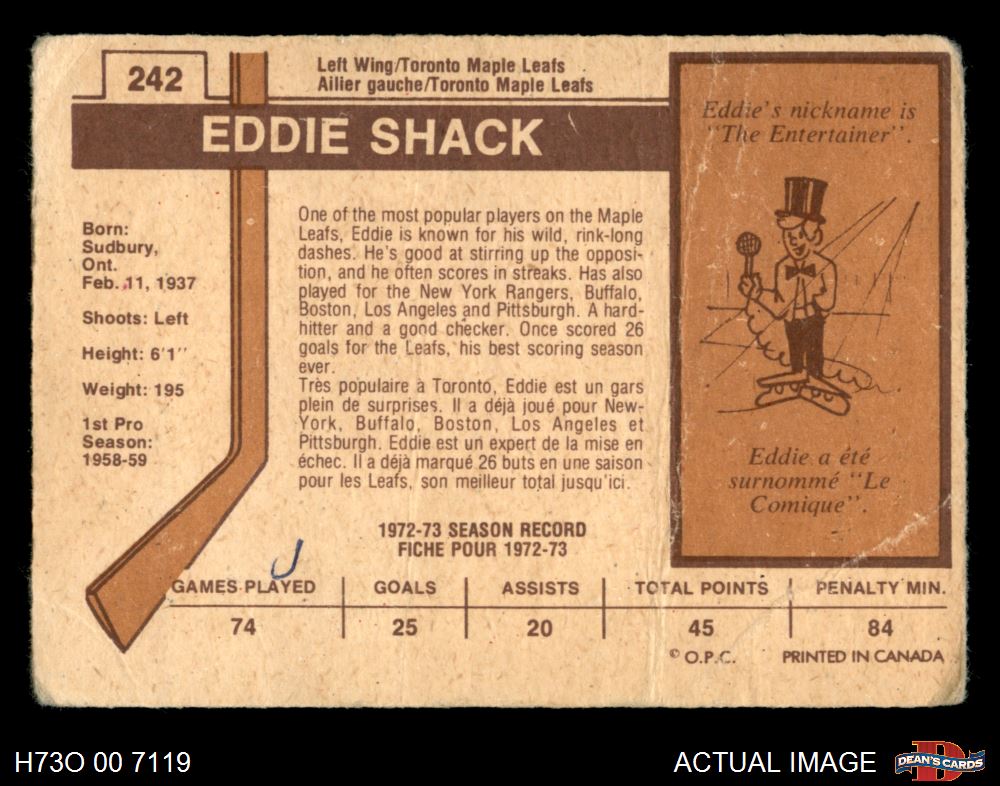 242
Left Wing/Toronto Maple Leafs
Ailier gauche/Toronto Maple Leafs
EDDIE SHACK
Born:
Sudbury,
Ont.
Feb. 11, 1937
Shoots: Left
Height: 6'1''
Weight: 195
1st Pro
Season:
1958-59
One of the most popular players on the Maple
Leafs, Eddie is known for his wild, rink-long
dashes. He's good at stirring up the opposi-
tion, and he often scores in streaks. Has also
played for the New York Rangers, Buffalo,
Boston, Los Angeles and Pittsburgh. A hard-
hitter and a good checker. Once scored 26
goals for the Leafs, his best scoring season
ever.
Très populaire à Toronto, Eddie est un gars
plein de surprises. Il a déjà joué pour New-
York, Buffalo, Boston, Los Angeles et
Pittsburgh. Eddie est un expert de la mise en
échec. Il a déjà marqué 26 buts en une saison
pour les Leafs, son meilleur total jusqu'ici.
Eddie's nickname is
"The Entertainer".
Eddie a été
surnommé "Le
Comique".
1972-73 SEASON RECORD
FICHE POUR 1972-73
J
GAMES PLAYED GOALS ASSISTS TOTAL POINTS PENALTY MIN.
74 25 20 45 84
© O.P.C. PRINTED IN CANADA
H73O 00 7119 ACTUAL IMAGE D DEAN'S CARDS